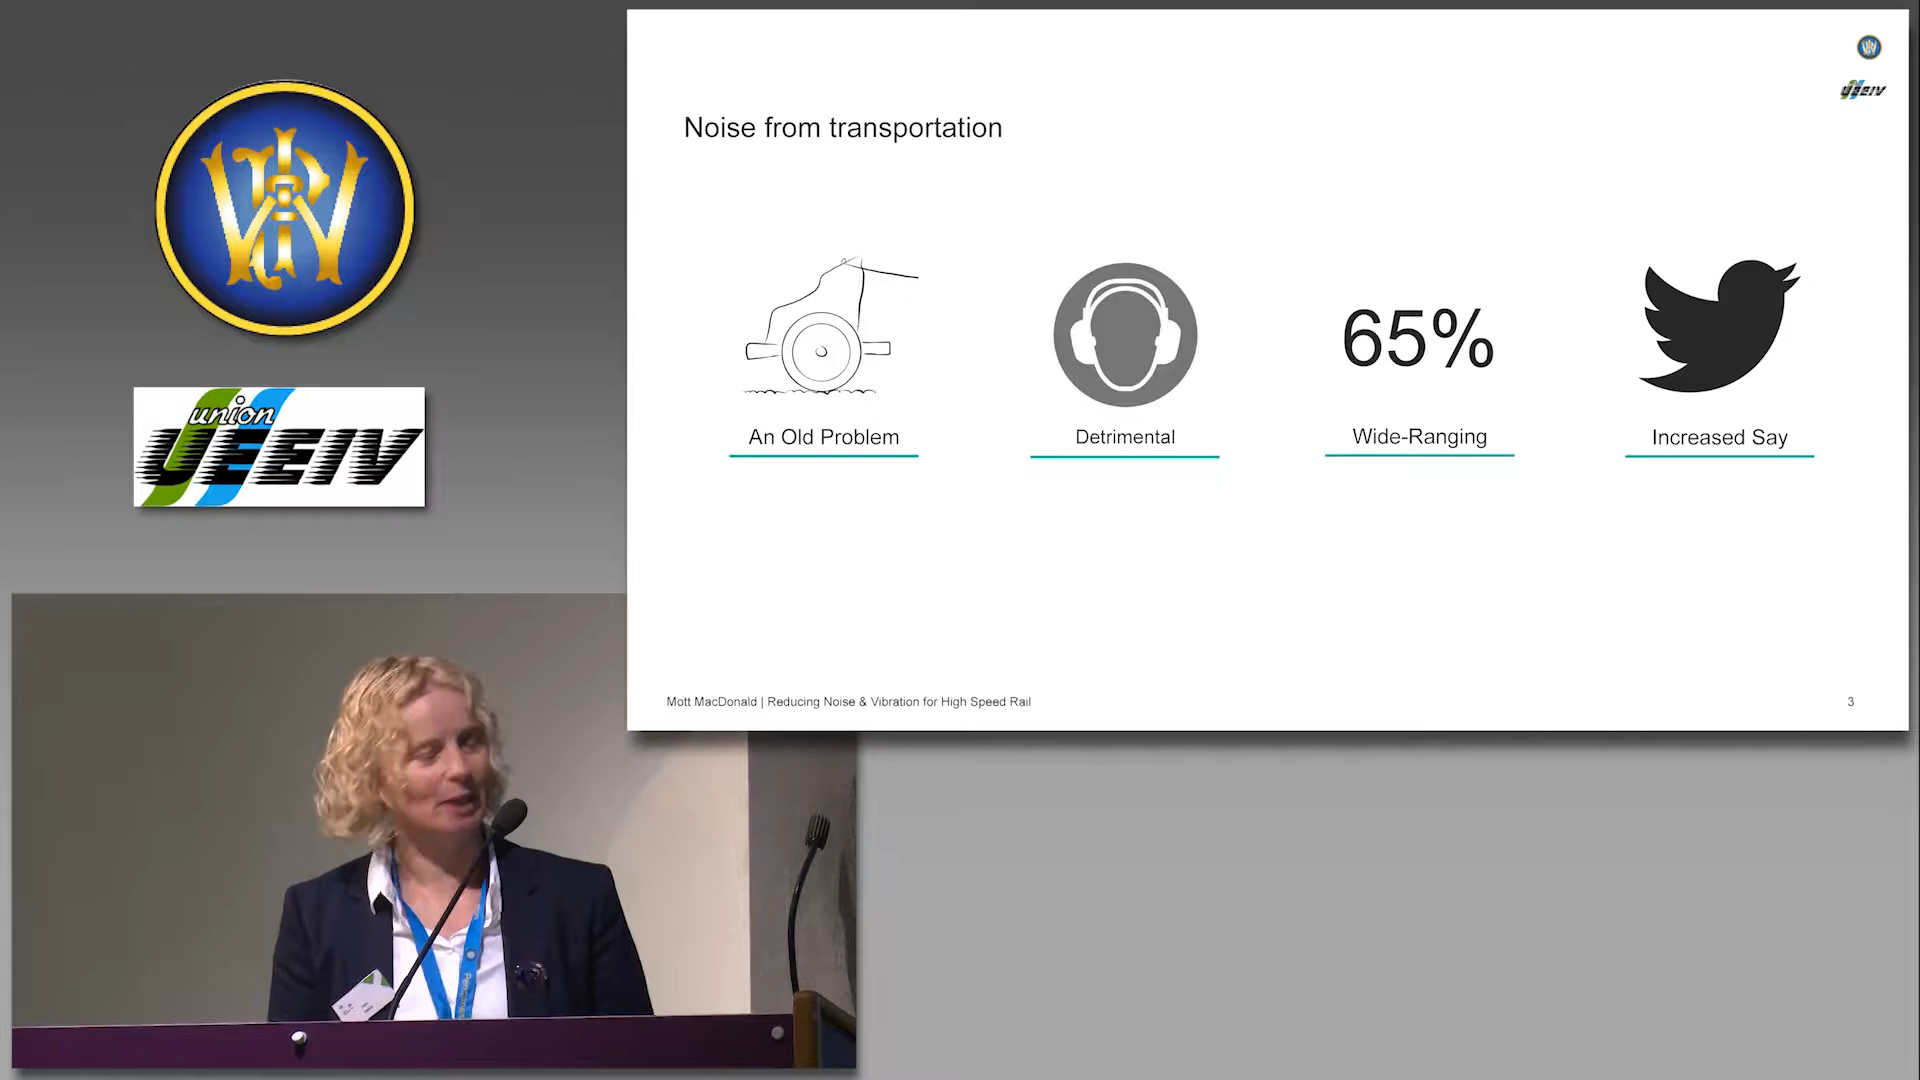 union
UEEIV
UEEIV
Noise from transportation
65%
An Old Problem
Detrimental
Wide-Ranging
Increased Say
Mott MacDonald | Reducing Noise & Vibration for High Speed Rail
3